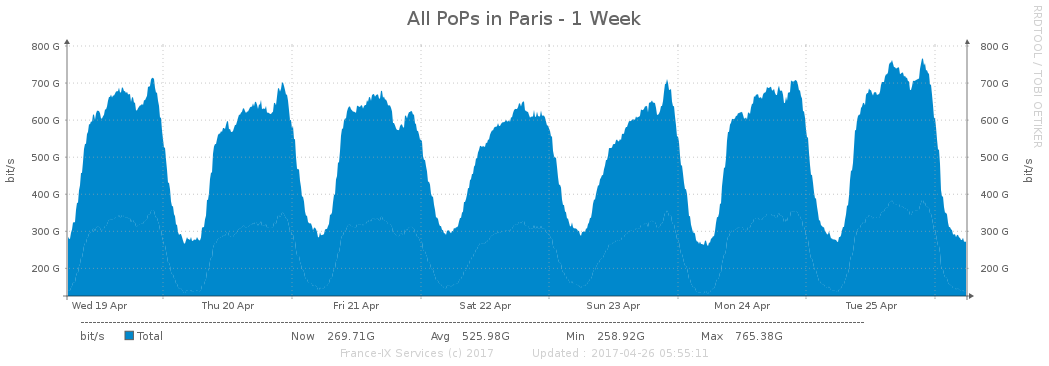 All PoPs in Paris - 1 Week
RRDTOOL / TOBI OETIKER
bit/s
800 G 800 G
700 G 700 G
600 G 600 G
500 G 500 G
400 G 400 G
300 G 300 G
200 G 200 G
bit/s
Wed 19 Apr Thu 20 Apr Fri 21 Apr Sat 22 Apr Sun 23 Apr Mon 24 Apr Tue 25 Apr
bit/s Total Now 269.71G Avg 525.98G Min 258.92G Max 765.38G
France-IX Services (c) 2017 Updated : 2017-04-26 05:55:11